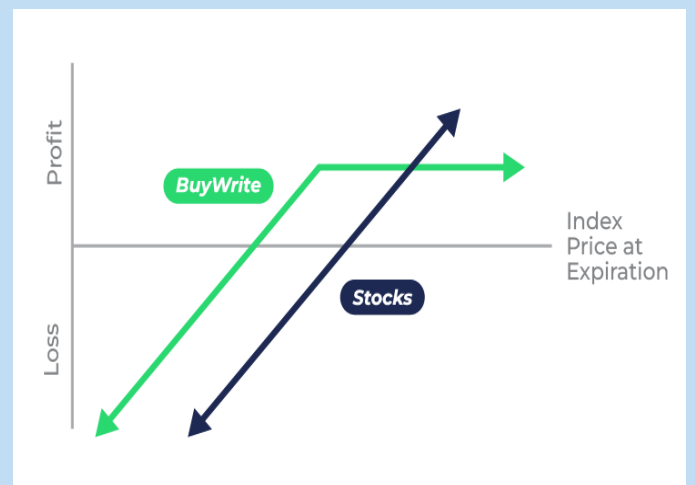 Profit
BuyWrite
Index
Price at
Expiration
Stocks
Loss